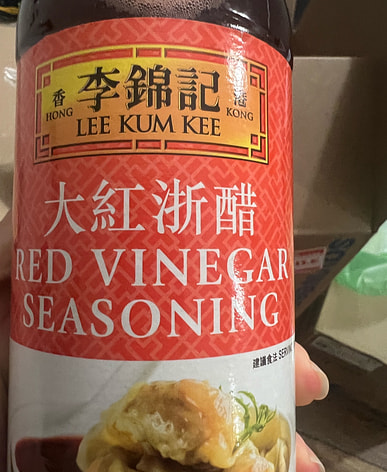 香 李錦記 港
HONG KONG
LEE KUM KEE
大紅浙醋
RED VINEGAR
SEASONING
建議食法 SERVIN